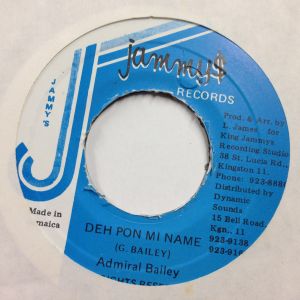 jammy$
RECORDS
JAMMY'S
Prod. & Arr. by
L. James for
King Jammys
Recording Studio
38 St. Lucia Rd.,
Kingston 11.
Phone: 923-
Distributed by
Dynamic
Sounds
15 Bell Road,
Kgn., 11
923-9138
Made in
maica
DEH PON MI NAME
(G. BAILEY)
Admiral Bailey